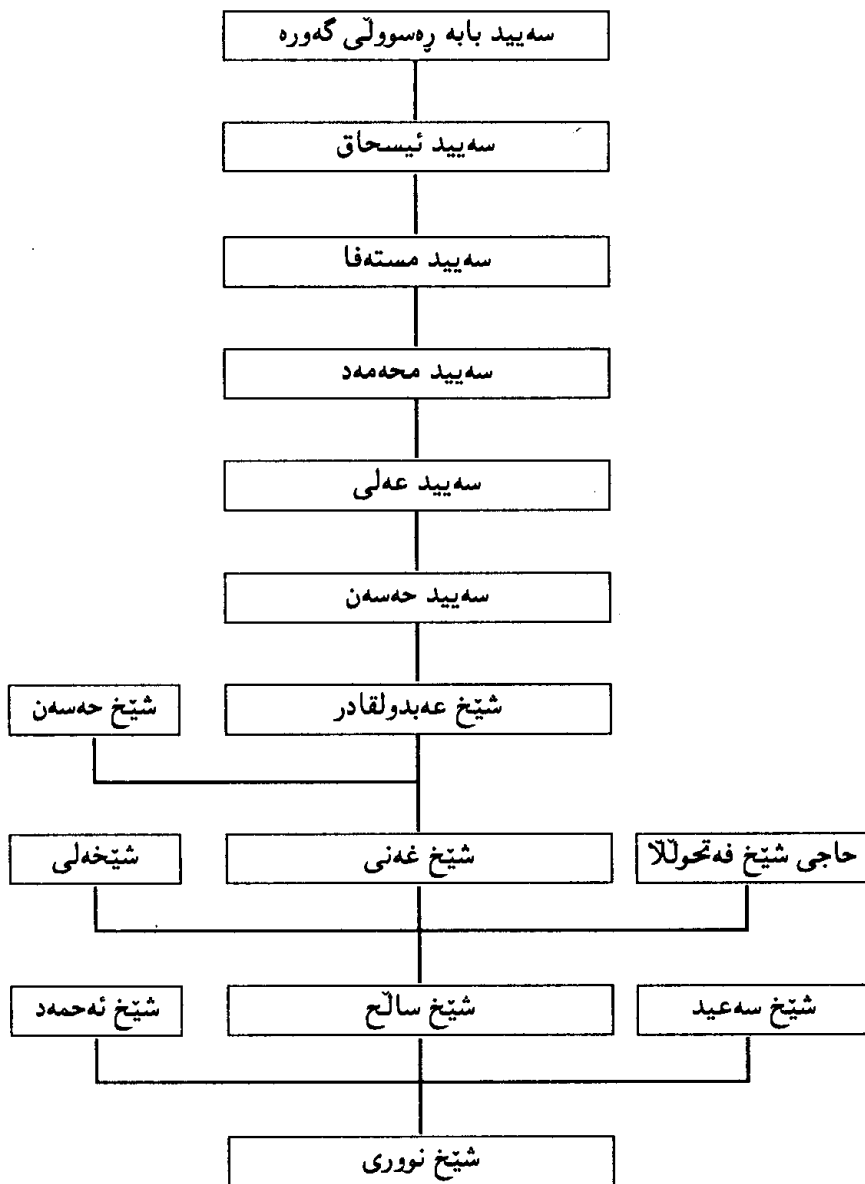 سەیید بابە ڕەسووڵی گەورە
سەیید ئیسحاق
سەیید مستەفا
سەیید محەمەد
سەیید عەلی
سەیید حەسەن
شێخ عەبدولقادر
شێخ حەسەن
حاجی شێخ فەتحوڵڵا
شێخ غەنی
شێخەلی
شێخ سەعید
شێخ ساڵح
شێخ ئەحمەد
شێخ نووری